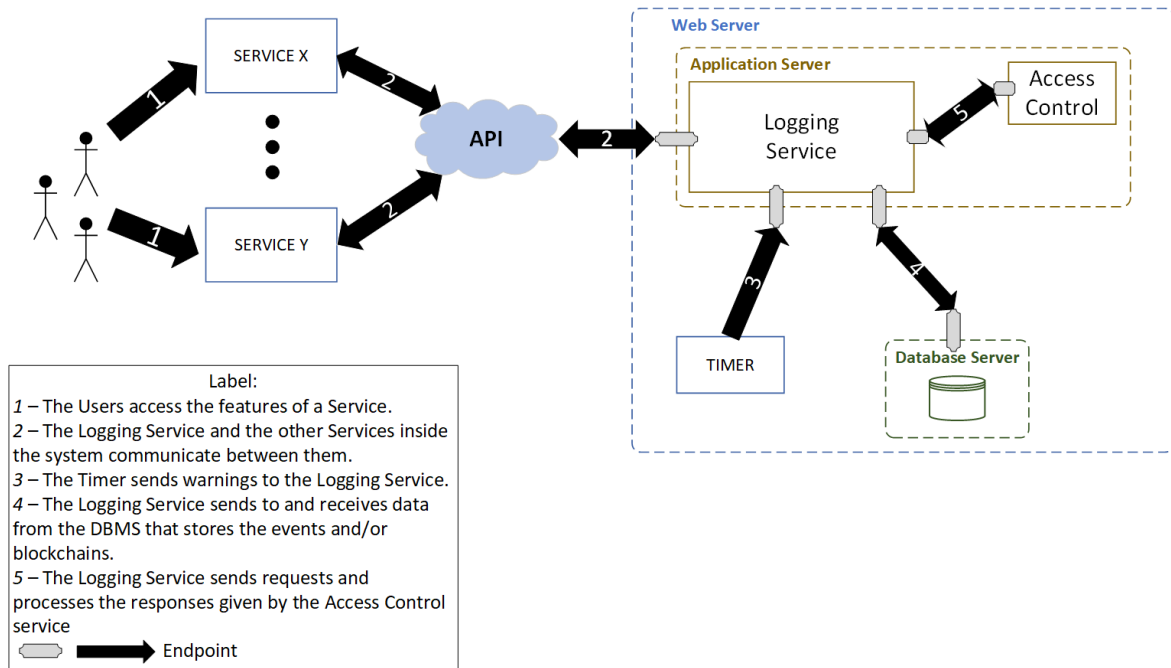 Web Server
SERVICE X
Application Server
1
2
Logging
Service
5
Access
Control
API
2
2
1
SERVICE Y
3
4
TIMER
Database Server
Label:
1 – The Users access the features of a Service.
2 – The Logging Service and the other Services inside
the system communicate between them.
3 – The Timer sends warnings to the Logging Service.
4 – The Logging Service sends to and receives data
from the DBMS that stores the events and/or
blockchains.
5 – The Logging Service sends requests and
processes the responses given by the Access Control
service
Endpoint